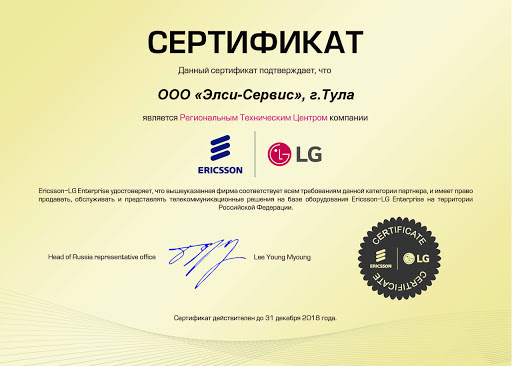 СЕРТИФИКАТ
Данный сертификат подтверждает, что
ООО «Элси-Сервис», г.Тула
является Региональным Техническим Центром компании
ERICSSON LG
Ericsson-LG Enterprise удостоверяет, что вышеуказанная фирма соответствует всем требованиям данной категории партнера, и имеет право
продавать, обслуживать и представлять телекоммуникационные решения на базе оборудования Ericsson-LG Enterprise на территории
Российской Федерации.
CERTIFICATE
ERICSSON LG
CERTIFICATE
Head of Russia representative office Lee Young Myoung
Сертификат действителен до 31 декабря 2018 года.